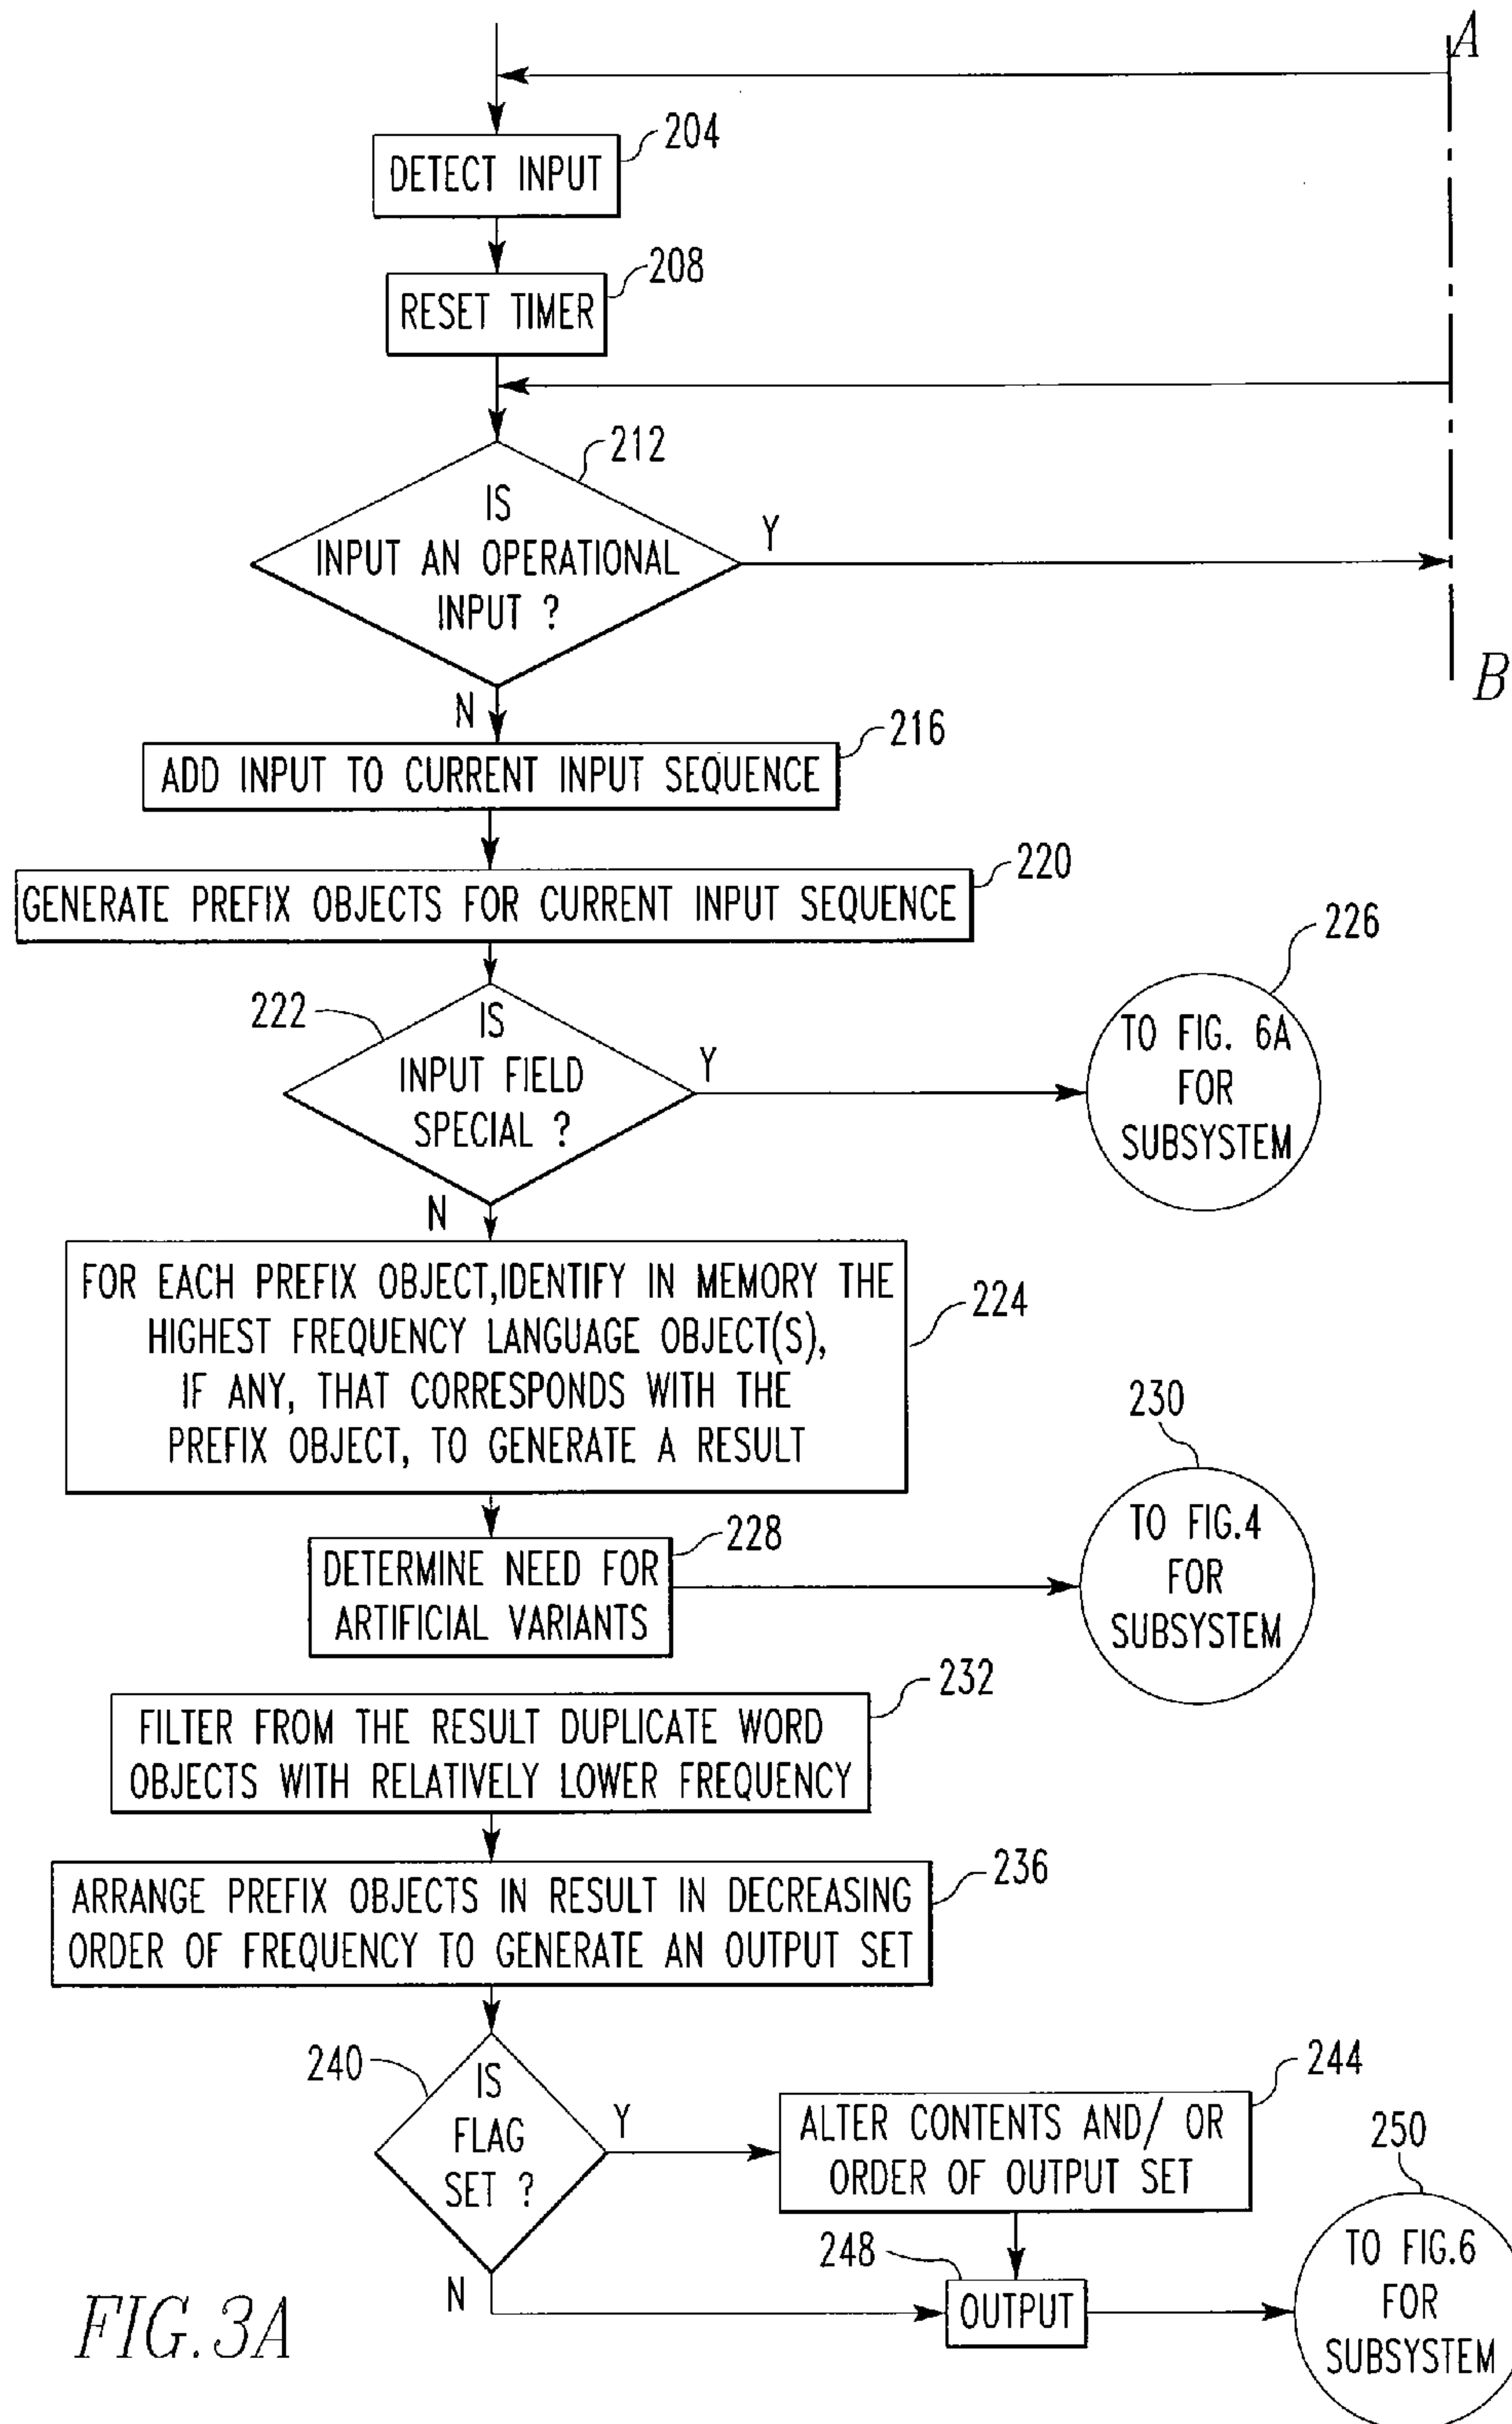 A
204
DETECT INPUT
208
RESET TIMER
212
IS
INPUT AN OPERATIONAL
INPUT ?
Y
B
N
216
ADD INPUT TO CURRENT INPUT SEQUENCE
220
GENERATE PREFIX OBJECTS FOR CURRENT INPUT SEQUENCE
226
222
IS
INPUT FIELD
SPECIAL ?
Y
TO FIG. 6A
FOR
SUBSYSTEM
N
FOR EACH PREFIX OBJECT,IDENTIFY IN MEMORY THE
HIGHEST FREQUENCY LANGUAGE OBJECT(S),
IF ANY, THAT CORRESPONDS WITH THE
PREFIX OBJECT, TO GENERATE A RESULT
224
230
228
DETERMINE NEED FOR
ARTIFICIAL VARIANTS
TO FIG.4
FOR
SUBSYSTEM
232
FILTER FROM THE RESULT DUPLICATE WORD
OBJECTS WITH RELATIVELY LOWER FREQUENCY
236
ARRANGE PREFIX OBJECTS IN RESULT IN DECREASING
ORDER OF FREQUENCY TO GENERATE AN OUTPUT SET
240
IS
FLAG
SET ?
Y
244
ALTER CONTENTS AND/ OR
ORDER OF OUTPUT SET
250
248
N
OUTPUT
TO FIG.6
FOR
SUBSYSTEM
FIG. 3A